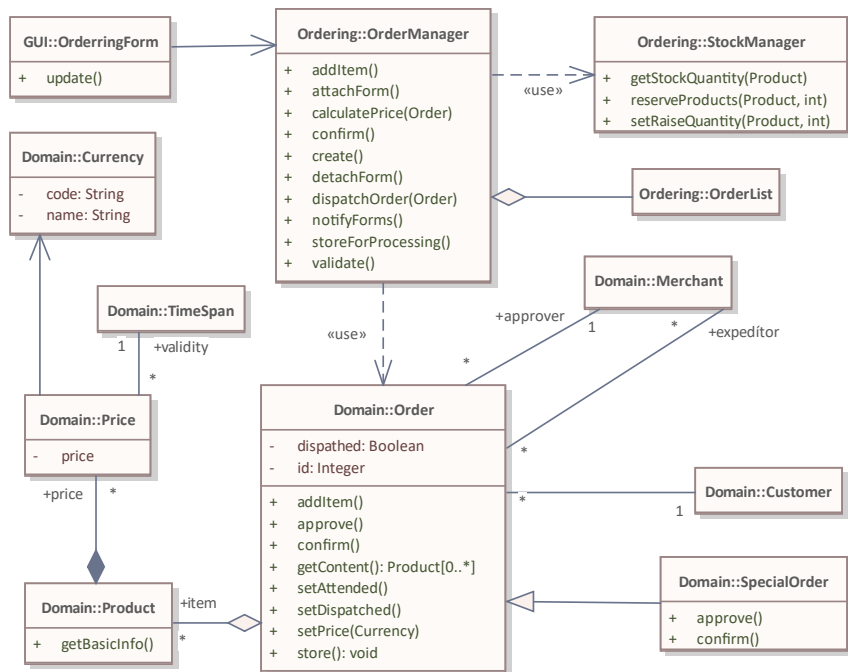 GUI::OrderringForm
+ update()
Ordering::OrderManager
+ addItem()
+ attachForm()
+ calculatePrice(Order)
+ confirm()
+ create()
+ detachForm()
+ dispatchOrder(Order)
+ notifyForms()
+ storeForProcessing()
+ validate()
Ordering::StockManager
+ getStockQuantity(Product)
+ reserveProducts(Product, int)
+ setRaiseQuantity(Product, int)
«use»
Domain::Currency
- code: String
- name: String
Ordering::OrderList
Domain::TimeSpan
1
+validity
*
«use»
Domain::Merchant
+approver
1
*
*
+expedítor
*
Domain::Price
- price
+price
*
Domain::Order
- dispathed: Boolean
- id: Integer
+ addItem()
+ approve()
+ confirm()
+ getContent(): Product[0..*]
+ setAttended()
+ setDispatched()
+ setPrice(Currency)
+ store(): void
Domain::Customer
*
1
Domain::Product
+ getBasicInfo()
+item
*
Domain::SpecialOrder
+ approve()
+ confirm()